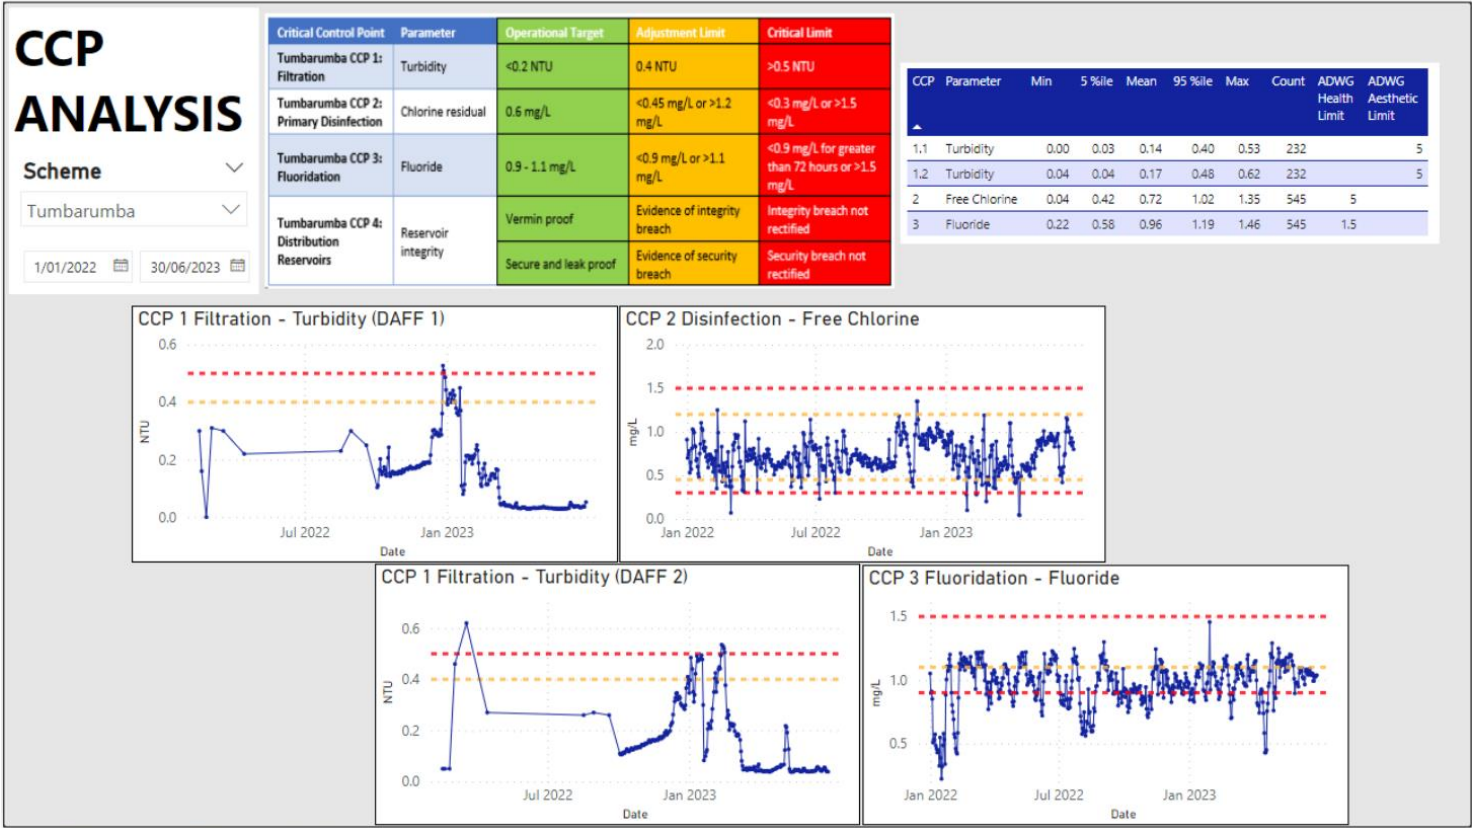 CCP
ANALYSIS
Scheme
Tumbarumba
1/01/2022 30/06/2023
Critical Control Point Parameter Operational Target Adjustment Limit Critical Limit
Tumbarumba CCP 1:
Filtration
Turbidity
<0.2 NTU
0.4 NTU
>0.5 NTU
Tumbarumba CCP 2:
Primary Disinfection
Chlorine residual
0.6 mg/L
<0.45 mg/L or >1.2
mg/L
<0.3 mg/L or >1.5
mg/L
Tumbarumba CCP 3:
Fluoridation
Fluoride
0.9 - 1.1 mg/L
<0.9 mg/L or >1.1
mg/L
<0.9 mg/L for greater
than 72 hours or >1.5
mg/L
Tumbarumba CCP 4:
Distribution
Reservoirs
Reservoir
integrity
Vermin proof
Evidence of integrity
breach
Integrity breach not
rectified
Secure and leak proof
Evidence of security
breach
Security breach not
rectified
CCP Parameter Min 5 %ile Mean 95 %ile Max Count ADWG ADWG
Health Aesthetic
Limit Limit
1.1 Turbidity 0.00 0.03 0.14 0.40 0.53 232 5
1.2 Turbidity 0.04 0.04 0.17 0.48 0.62 232 5
2 Free Chlorine 0.04 0.42 0.72 1.02 1.35 545 5
3 Fluoride 0.22 0.58 0.96 1.19 1.46 545 1.5
CCP 1 Filtration - Turbidity (DAFF 1)
0.6
0.4
0.2
0.0
NTU
Jul 2022 Jan 2023
Date
CCP 2 Disinfection - Free Chlorine
2.0
1.5
1.0
0.5
0.0
mg/L
Jan 2022 Jul 2022 Jan 2023
Date
CCP 1 Filtration - Turbidity (DAFF 2)
0.6
0.4
0.2
0.0
NTU
Jul 2022 Jan 2023
Date
CCP 3 Fluoridation - Fluoride
1.5
1.0
0.5
mg/L
Jan 2022 Jul 2022 Jan 2023
Date